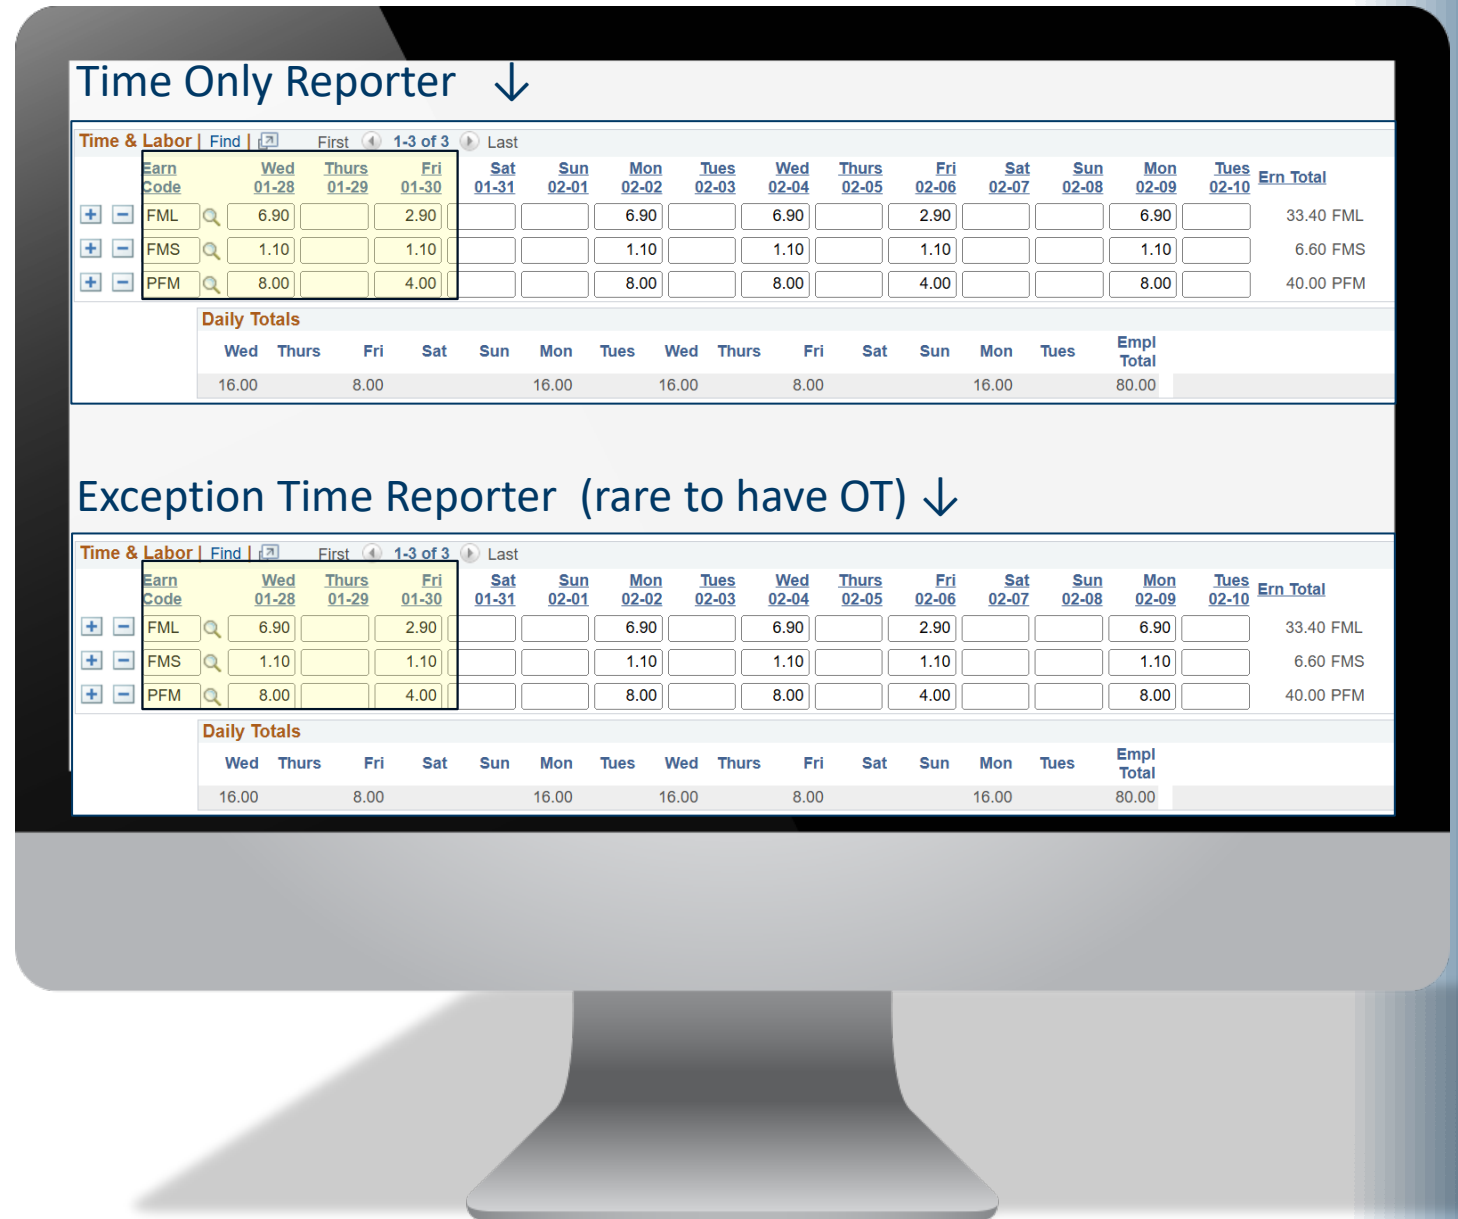 Time Only Reporter ↓
Time & Labor | Find | First 1-3 of 3 Last
Earn Code Wed 01-28 Thurs 01-29 Fri 01-30 Sat 01-31 Sun 02-01 Mon 02-02 Tues 02-03 Wed 02-04 Thurs 02-05 Fri 02-06 Sat 02-07 Sun 02-08 Mon 02-09 Tues 02-10 Ern Total
FML 6.90 2.90 6.90 6.90 2.90 6.90 33.40 FML
FMS 1.10 1.10 1.10 1.10 1.10 1.10 6.60 FMS
PFM 8.00 4.00 8.00 8.00 4.00 8.00 40.00 PFM
Daily Totals
Wed Thurs Fri Sat Sun Mon Tues Wed Thurs Fri Sat Sun Mon Tues Empl Total
16.00 8.00 16.00 16.00 8.00 16.00 80.00
Exception Time Reporter (rare to have OT) ↓
Time & Labor | Find | First 1-3 of 3 Last
Earn Code Wed 01-28 Thurs 01-29 Fri 01-30 Sat 01-31 Sun 02-01 Mon 02-02 Tues 02-03 Wed 02-04 Thurs 02-05 Fri 02-06 Sat 02-07 Sun 02-08 Mon 02-09 Tues 02-10 Ern Total
FML 6.90 2.90 6.90 6.90 2.90 6.90 33.40 FML
FMS 1.10 1.10 1.10 1.10 1.10 1.10 6.60 FMS
PFM 8.00 4.00 8.00 8.00 4.00 8.00 40.00 PFM
Daily Totals
Wed Thurs Fri Sat Sun Mon Tues Wed Thurs Fri Sat Sun Mon Tues Empl Total
16.00 8.00 16.00 16.00 8.00 16.00 80.00